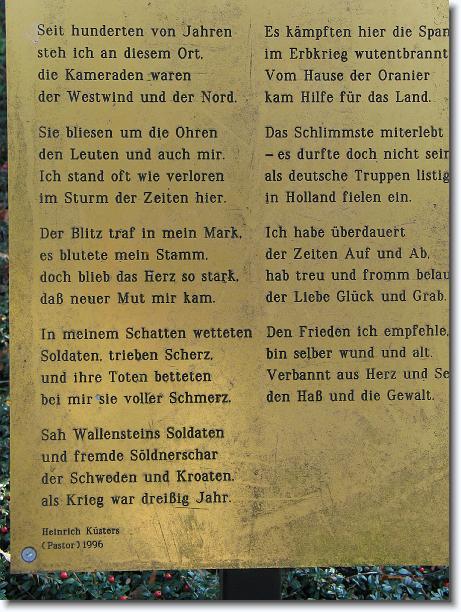 Seit hunderten von Jahren
steh ich an diesem Ort,
die Kameraden waren
der Westwind und der Nord.
Sie bliesen um die Ohren
den Leuten und auch mir.
Ich stand oft wie verloren
im Sturm der Zeiten hier.
Der Blitz traf in mein Mark,
es blutete mein Stamm,
doch blieb das Herz so stark,
daß neuer Mut mir kam.
In meinem Schatten wetteten
Soldaten, trieben Scherz,
und ihre Toten betteten
bei mir sie voller Schmerz.
Sah Wallensteins Soldaten
und fremde Söldnerschar
der Schweden und Kroaten,
als Krieg war dreißig Jahr.
Heinrich Küsters
(Pastor) 1996
Es kämpften hier die Span
im Erbkrieg wutentbrannt
Vom Hause der Oranier
kam Hilfe für das Land.
Das Schlimmste miterlebt
– es durfte doch nicht sein
als deutsche Truppen listig
in Holland fielen ein.
Ich habe überdauert
der Zeiten Auf und Ab,
hab treu und fromm belau
der Liebe Glück und Grab.
Den Frieden ich empfehle,
bin selber wund und alt.
Verbannt aus Herz und Se
den Haß und die Gewalt.